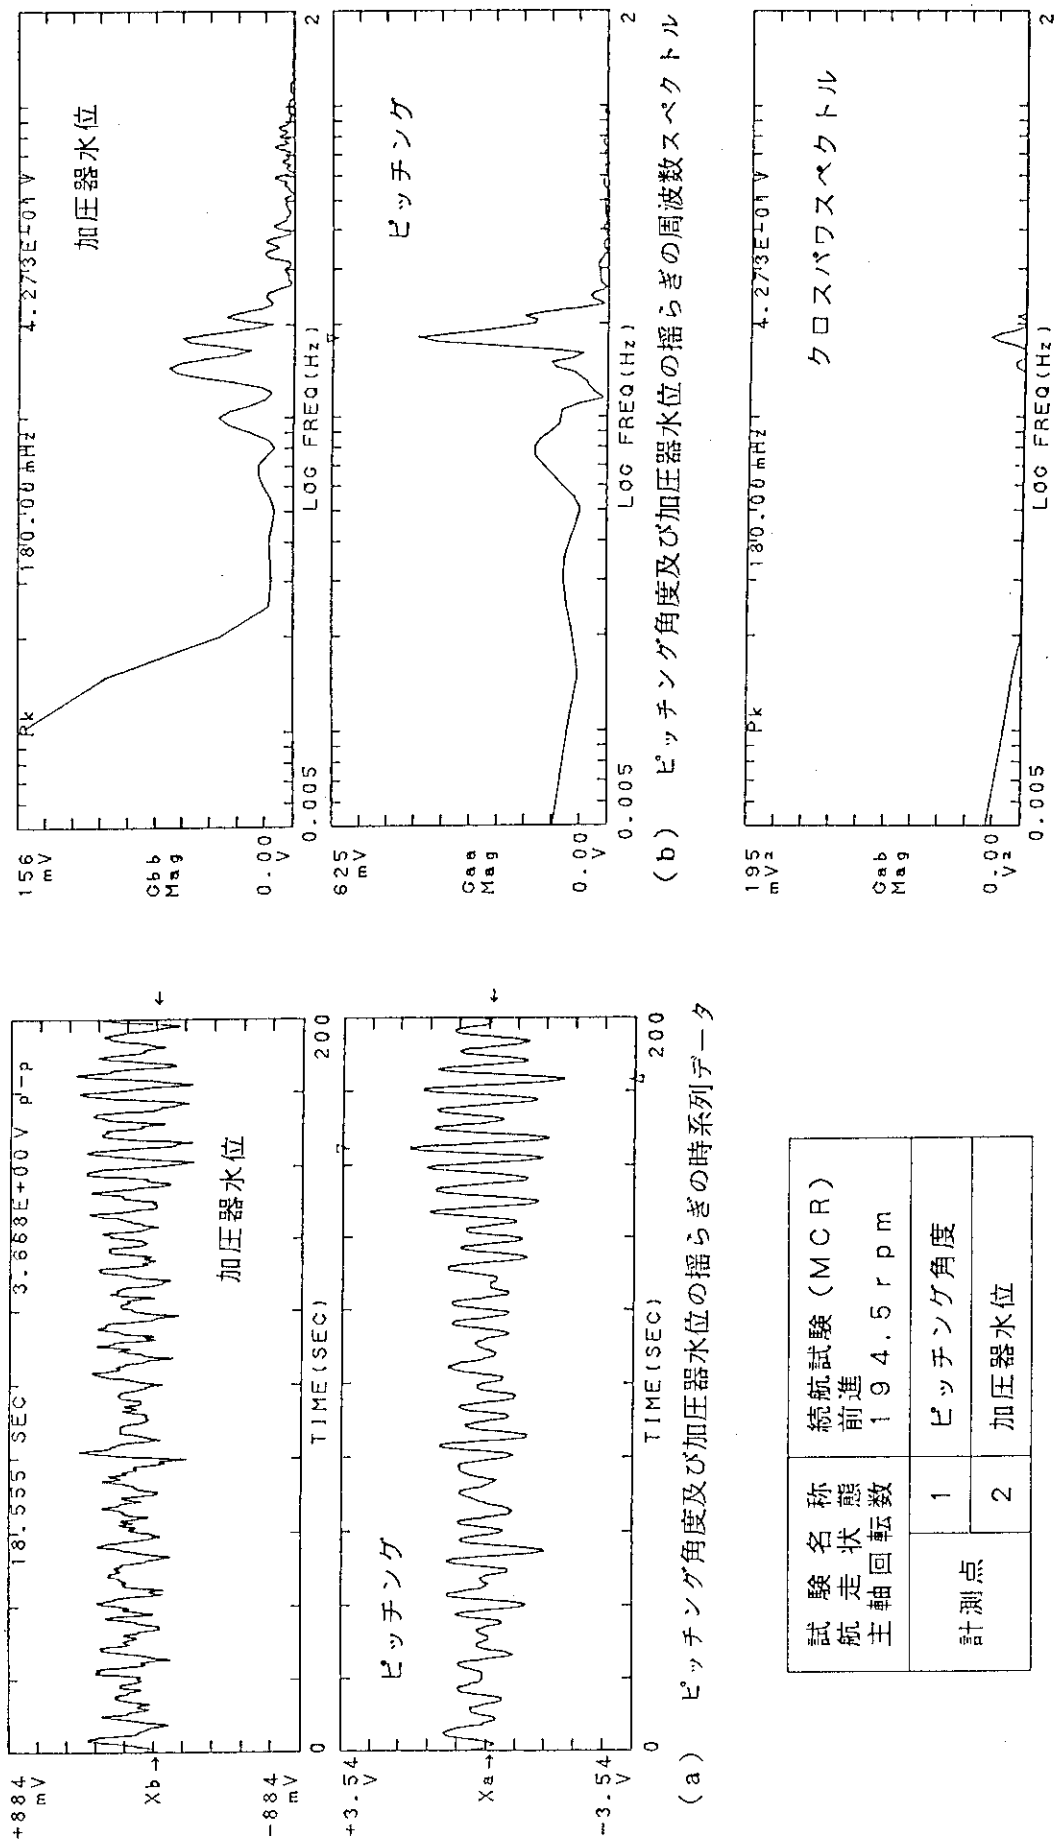 +884
mV
Xb→
-884
mV
18.555 SEC
3.668E+00V P-P
加圧器水位
←
0
TIME(SEC)
200
+3.54
V
Xa→
-3.54
V
ピッチング
←
0
TIME(SEC)
200
(a) ピッチング角度及び加圧器水位の揺らぎの時系列データ
試験名称
続航試験(MCR)
航走状態
前進
主軸回転数
194.5rpm
計測点
1
ピッチング角度
2
加圧器水位
156
mV
Gbb
Mag
0.00
V
Pk
180.00mHz
4.273E-01V
加圧器水位
0.005
LOG FREQ(Hz)
2
625
mV
Gaa
Mag
0.00
V
ピッチング
0.005
LOG FREQ(Hz)
2
(b) ピッチング角度及び加圧器水位の揺らぎの周波数スペクトル
195
mV2
Gab
Mag
0.00
V2
Pk
180.00mHz
4.273E-01V
クロスパワスペクトル
0.005
LOG FREQ(Hz)
2